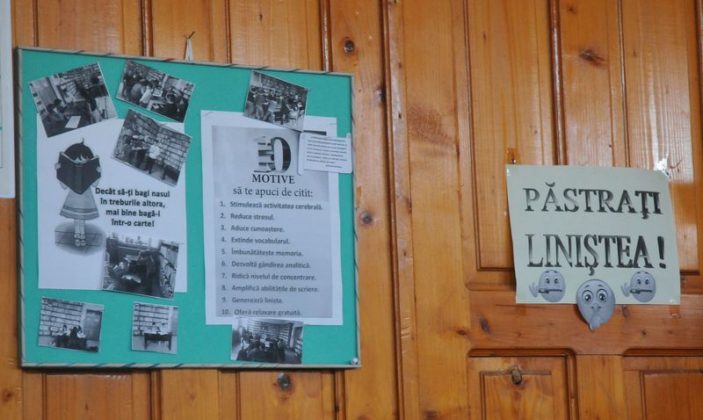 Decât să-ți bagi nasul
în treburile altora,
mai bine bagă-l
într-o carte!
10
MOTIVE
să te apuci de citit:
1. Stimulează activitatea cerebrală.
2. Reduce stresul.
3. Aduce cunoaștere.
4. Extinde vocabularul.
5. Îmbunătățește memoria.
6. Dezvoltă gândirea analitică.
7. Ridică nivelul de concentrare.
8. Amplifică abilitățile de scriere.
9. Generează liniște.
10. Oferă relaxare gratuită.
PĂSTRAŢI
LINIŞTEA!